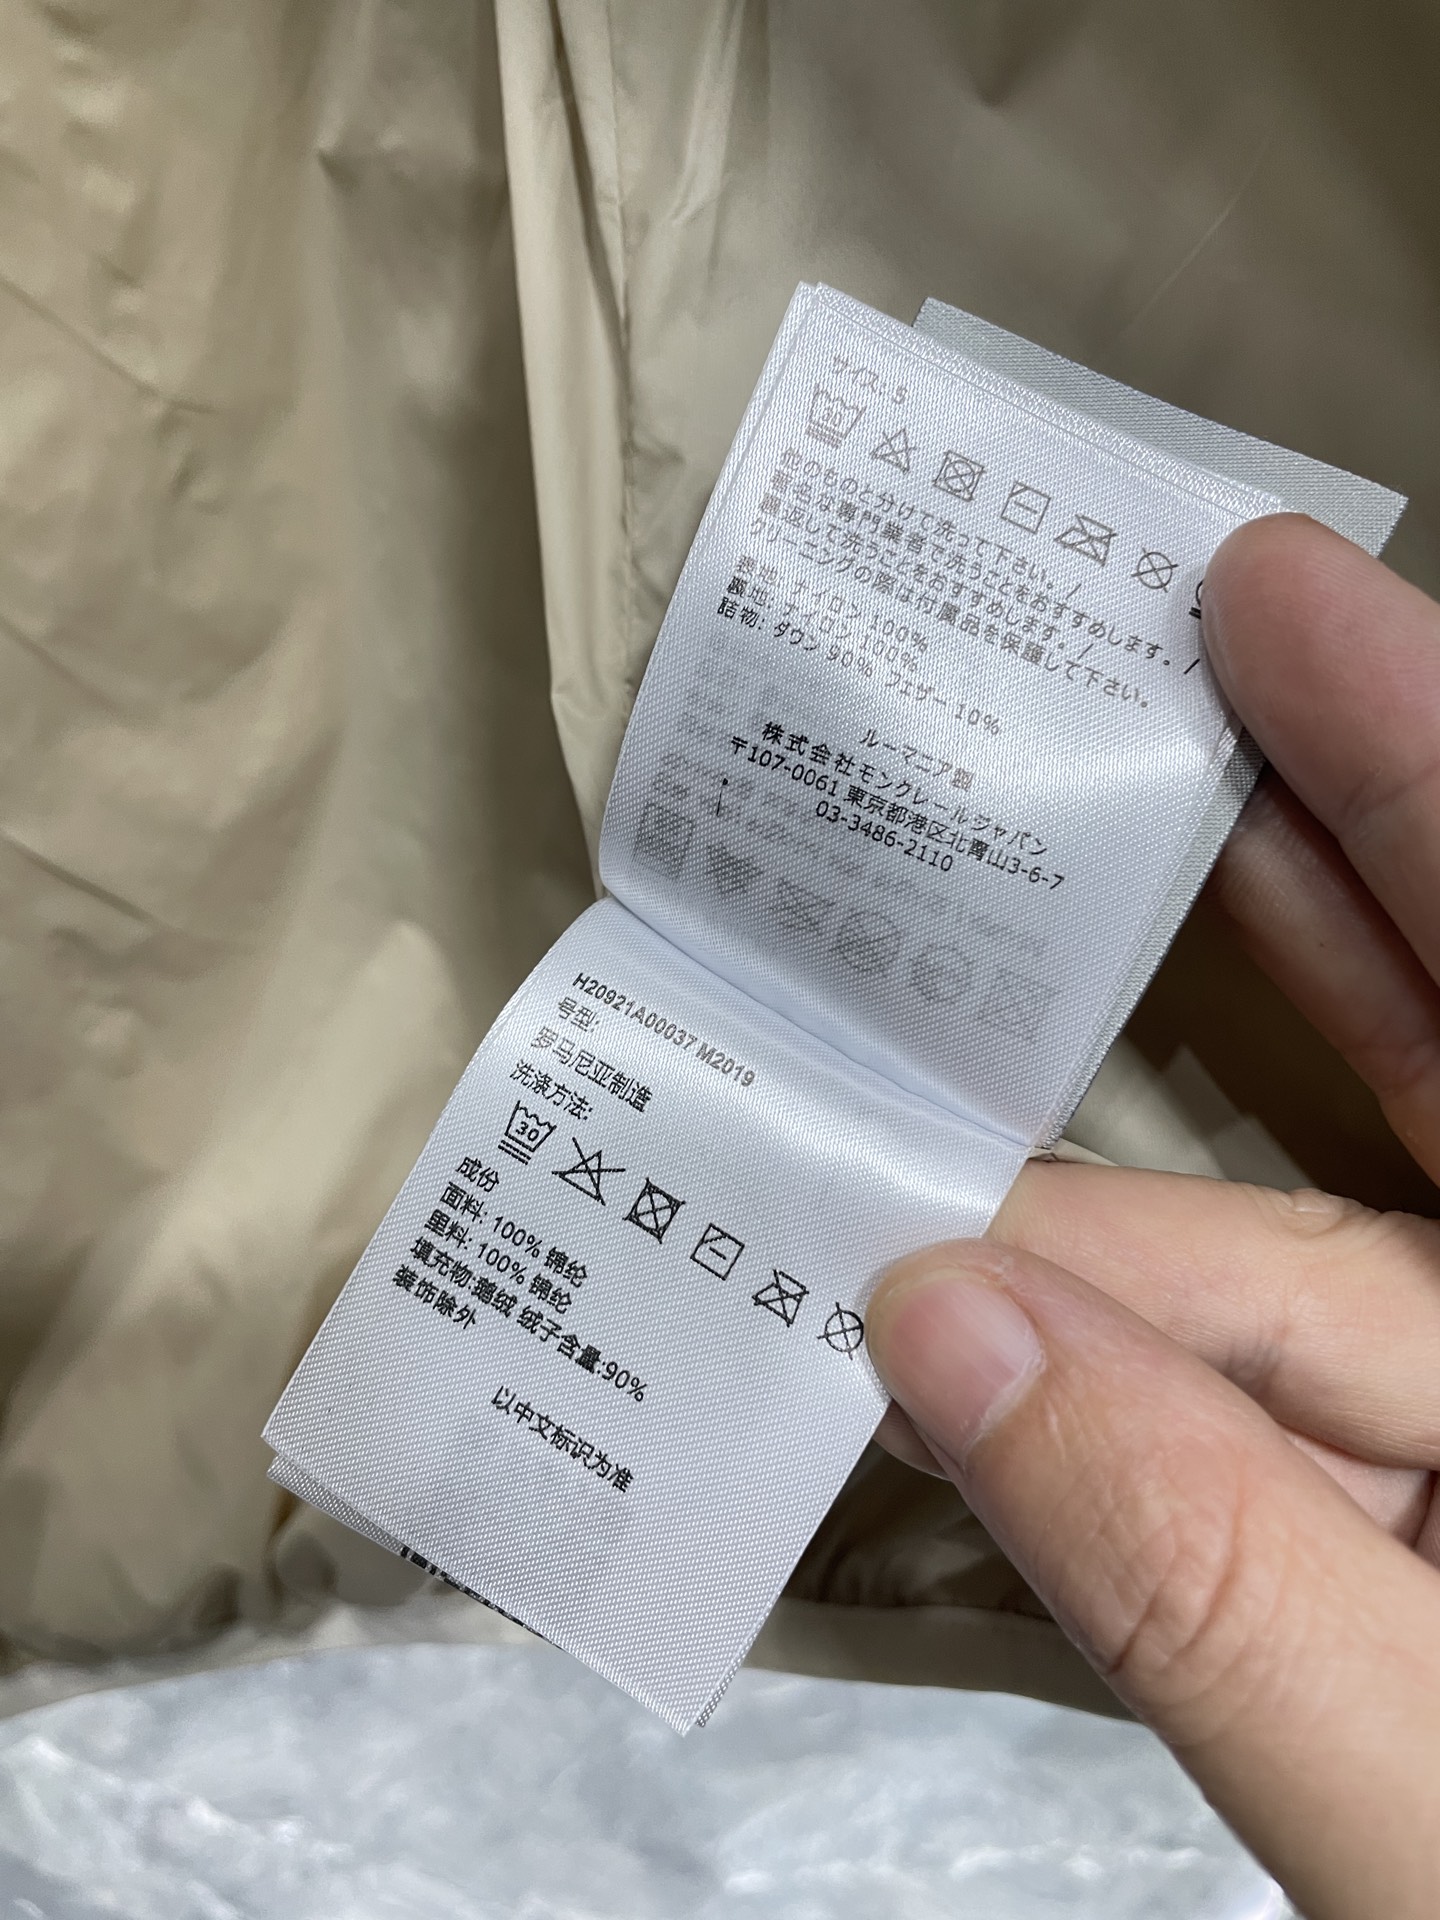 サイズ: 5
30
他のものと分けて洗って下さい。/
著名な専門業者で洗うことをおすすめします。/
裏返して洗うことをおすすめします。/
クリーニングの際は付属品を保護して下さい。
表地: ナイロン 100%
裏地: ナイロン 100%
詰物: ダウン 90% フェザー 10%
ルーマニア製
株式会社モンクレールジャパン
〒107-0061 東京都港区北青山3-6-7
03-3486-2110
H20921A00037 M2019
号型:
罗马尼亚制造
洗涤方法:
30
成份
面料: 100% 锦纶
里料: 100% 锦纶
填充物:鹅绒 绒子含量:90%
装饰除外
以中文标识为准